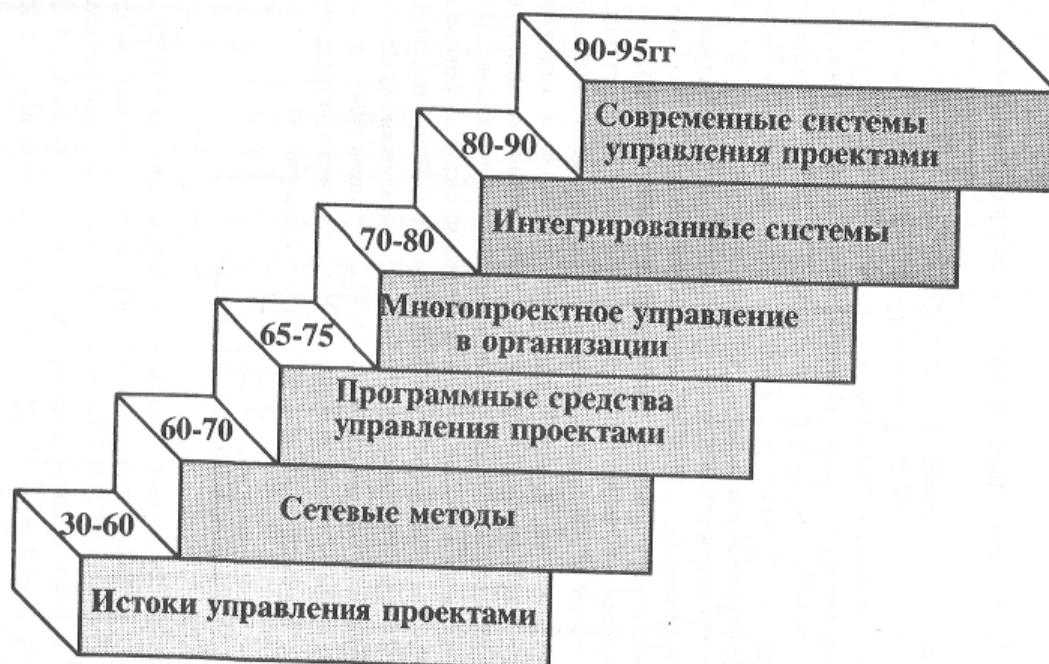 90-95гг
Современные системы
управления проектами
80-90
Интегрированные системы
70-80
Многопроектное управление
в организации
65-75
Программные средства
управления проектами
60-70
Сетевые методы
30-60
Истоки управления проектами